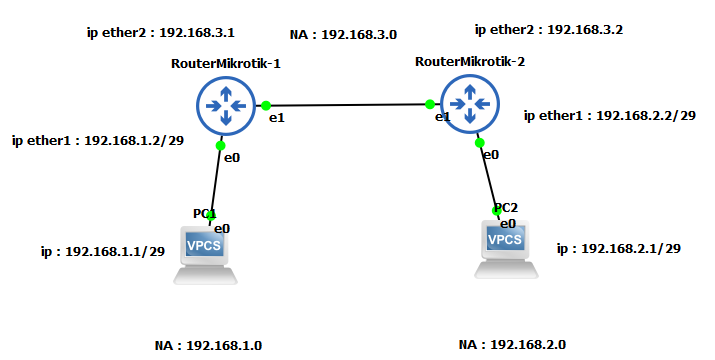 ip ether2 : 192.168.3.1
NA : 192.168.3.0
ip ether2 : 192.168.3.2
RouterMikrotik-1
RouterMikrotik-2
e1
e1
ip ether1 : 192.168.2.2/29
ip ether1 : 192.168.1.2/29
e0
e0
PC1
e0
PC2
e0
VPCS
VPCS
ip : 192.168.1.1/29
ip : 192.168.2.1/29
NA : 192.168.1.0
NA : 192.168.2.0